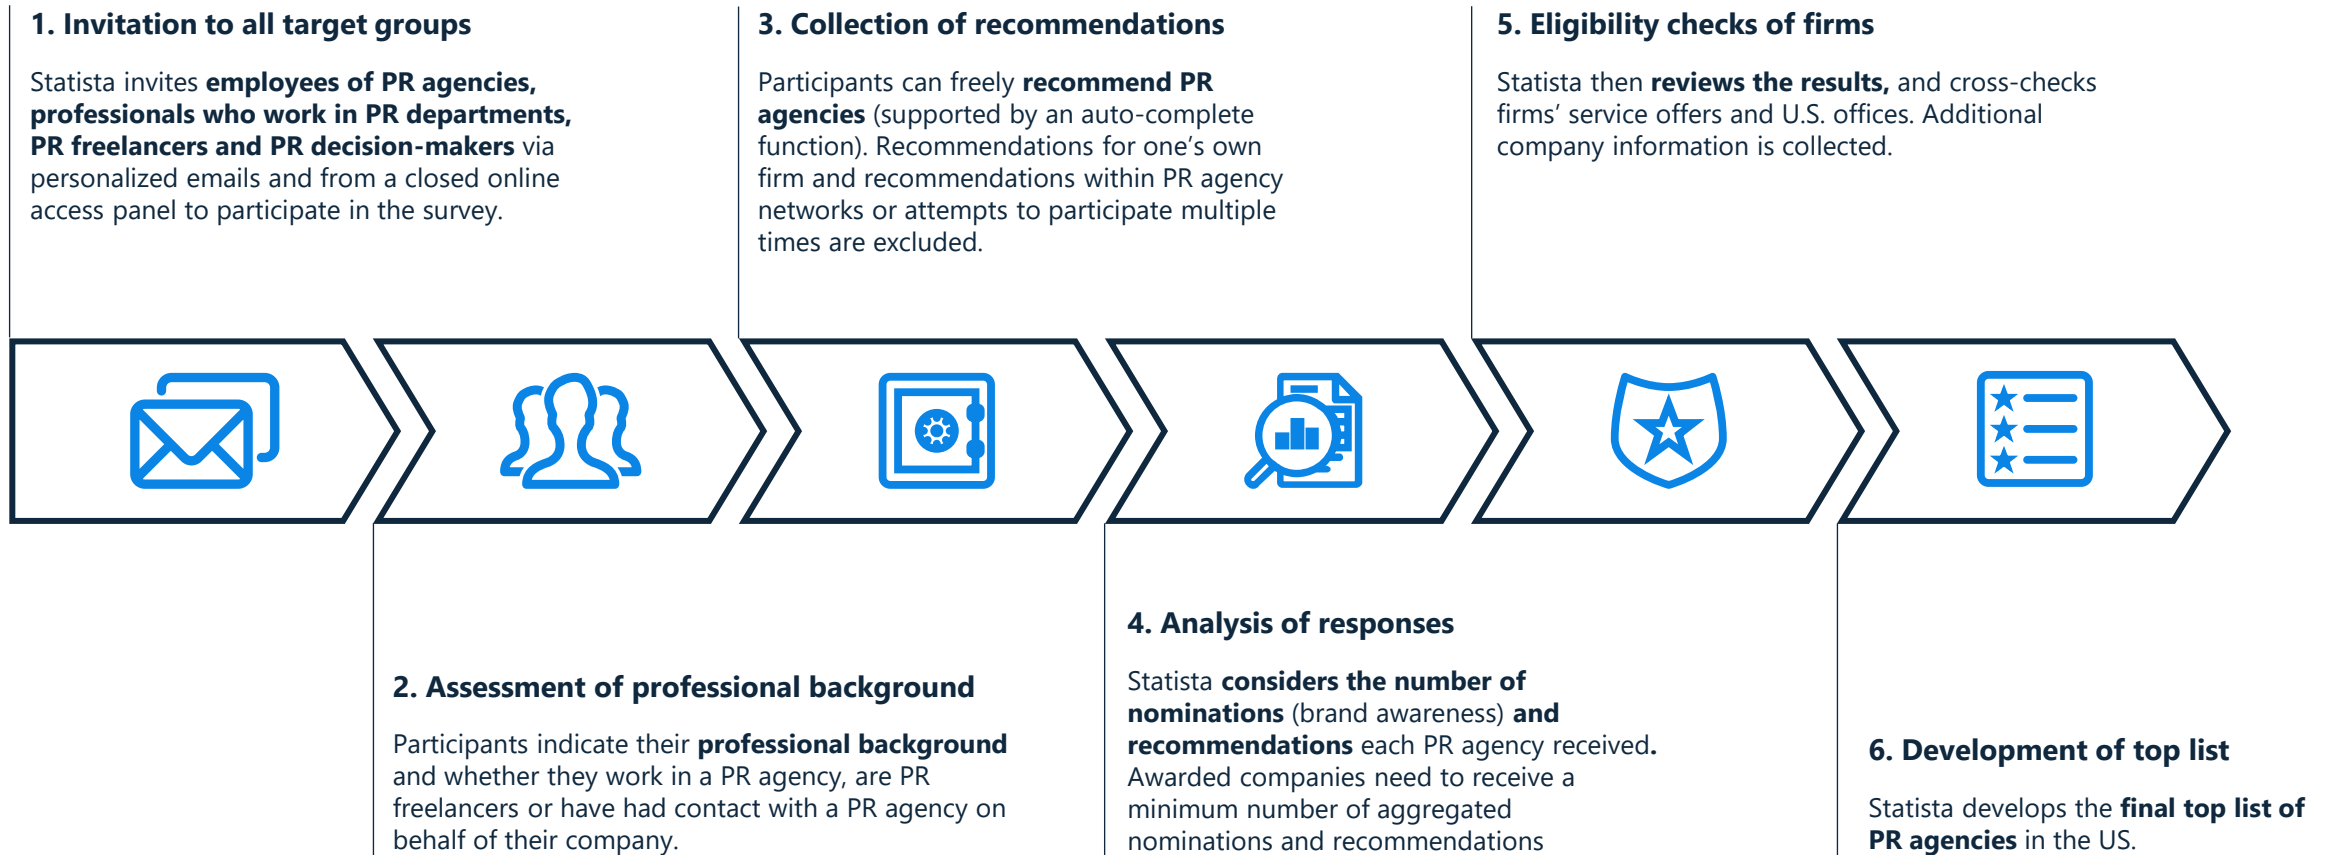 1. Invitation to all target groups
Statista invites employees of PR agencies,
professionals who work in PR departments,
PR freelancers and PR decision-makers via
personalized emails and from a closed online
access panel to participate in the survey.
2. Assessment of professional background
Participants indicate their professional background
and whether they work in a PR agency, are PR
freelancers or have had contact with a PR agency on
behalf of their company.
3. Collection of recommendations
Participants can freely recommend PR
agencies (supported by an auto-complete
function). Recommendations for one’s own
firm and recommendations within PR agency
networks or attempts to participate multiple
times are excluded.
4. Analysis of responses
Statista considers the number of
nominations (brand awareness) and
recommendations each PR agency received.
Awarded companies need to receive a
minimum number of aggregated
nominations and recommendations
5. Eligibility checks of firms
Statista then reviews the results, and cross-checks
firms’ service offers and U.S. offices. Additional
company information is collected.
6. Development of top list
Statista develops the final top list of
PR agencies in the US.